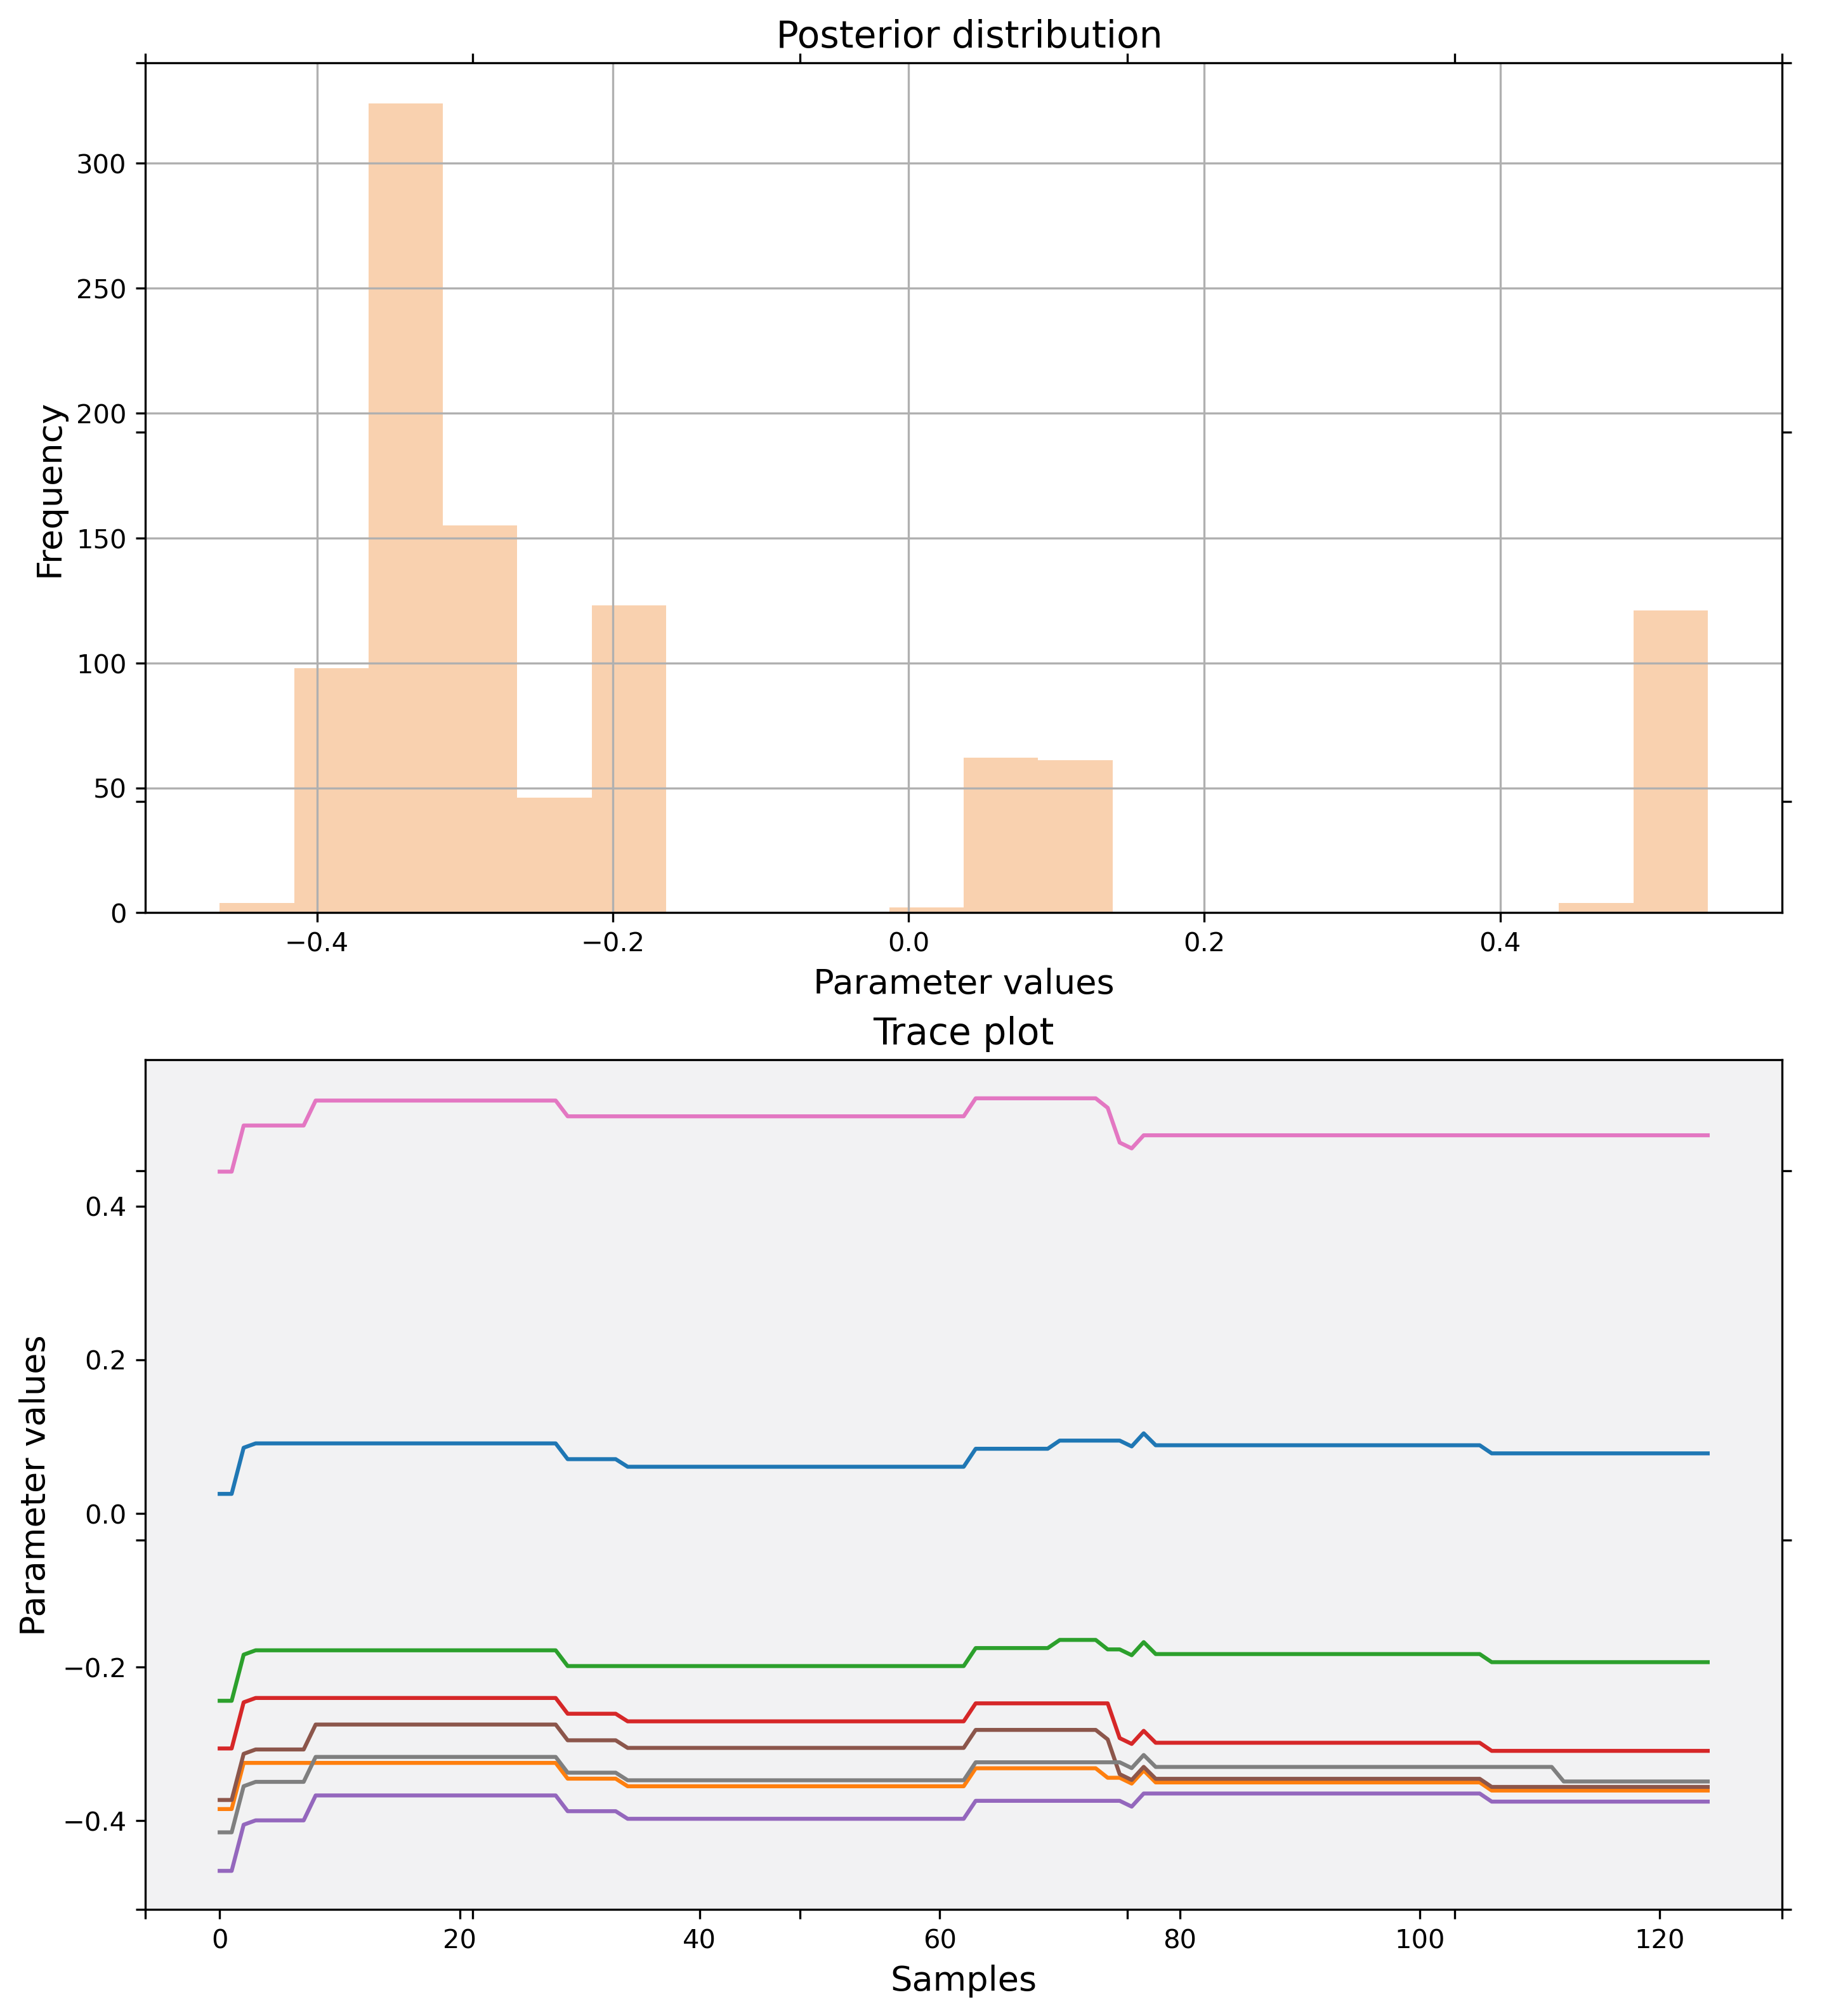 Posterior distribution
300
250
200
150
100
50
0
Frequency
−0.4 −0.2 0.0 0.2 0.4
Parameter values
Trace plot
0.4
0.2
0.0
−0.2
−0.4
Parameter values
0 20 40 60 80 100 120
Samples